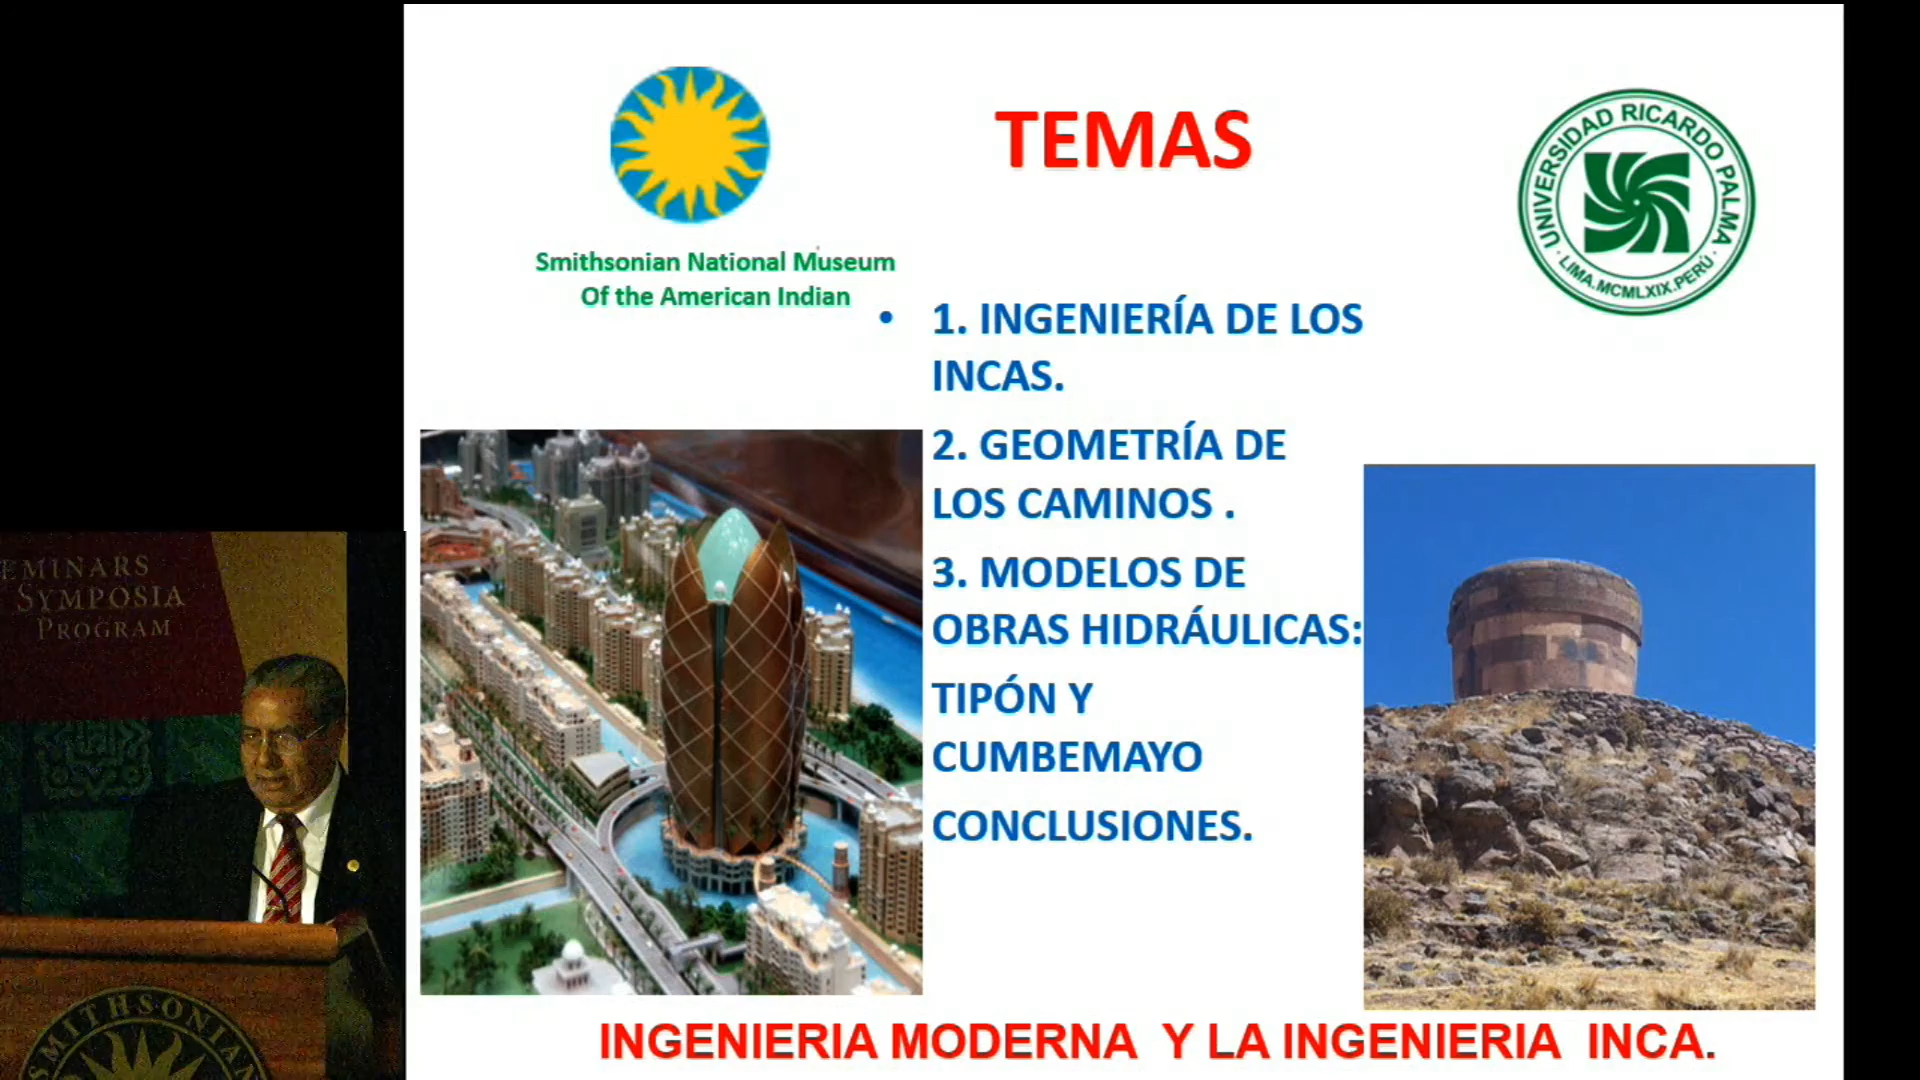 TEMAS
Smithsonian National Museum
Of the American Indian
UNIVERSIDAD RICARDO PALMA
LIMA.MCMLXIX.PERÚ
• 1. INGENIERÍA DE LOS
INCAS.
2. GEOMETRÍA DE
LOS CAMINOS .
3. MODELOS DE
OBRAS HIDRÁULICAS:
TIPÓN Y
CUMBEMAYO
CONCLUSIONES.
INGENIERIA MODERNA Y LA INGENIERIA INCA.
EMINARS
SYMPOSIA
PROGRAM
SMITHSONIAN